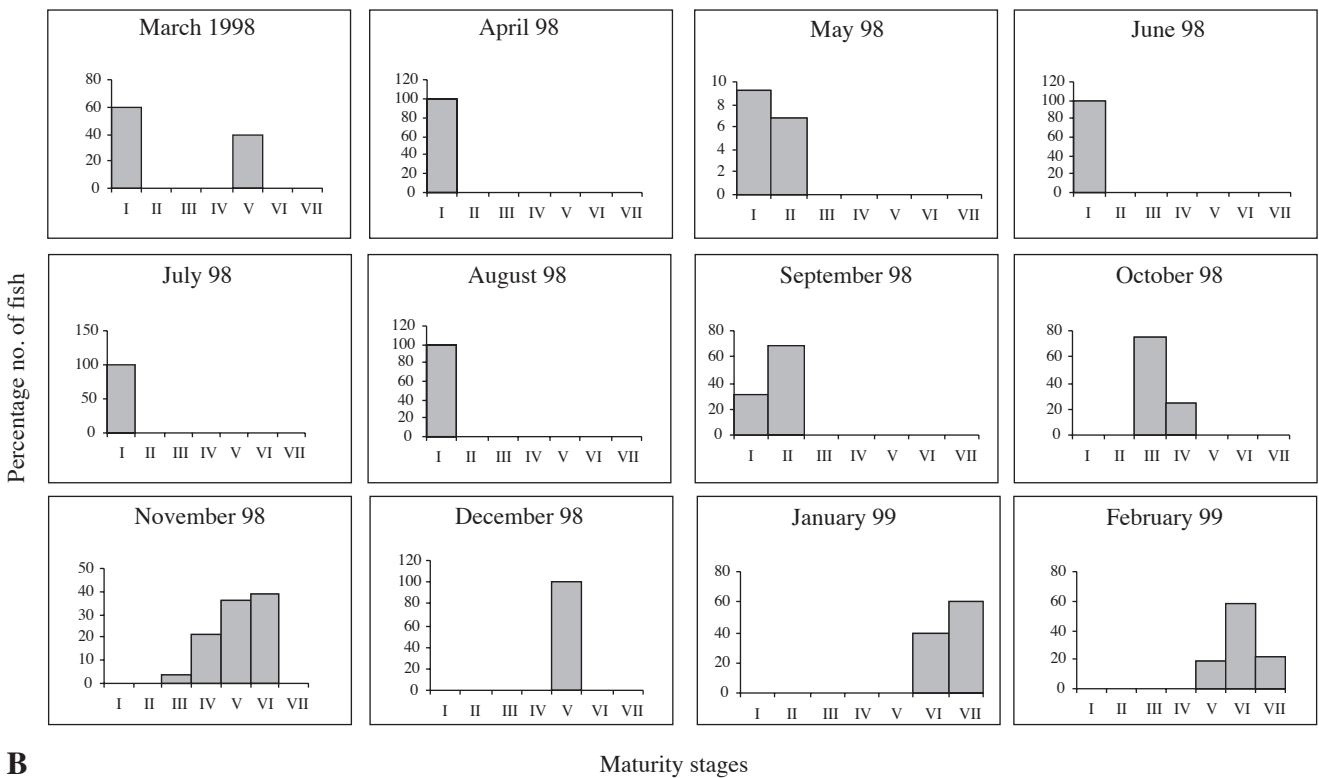 March 1998
80
60
40
20
0
I II III IV V VI VII
April 98
120
100
80
60
40
20
0
I II III IV V VI VII
May 98
10
8
6
4
2
0
I II III IV V VI VII
June 98
120
100
80
60
40
20
0
I II III IV V VI VII
Percentage no. of fish
July 98
150
100
50
0
I II III IV V VI VII
August 98
120
100
80
60
40
20
0
I II III IV V VI VII
September 98
80
60
40
20
0
I II III IV V VI VII
October 98
80
60
40
20
0
I II III IV V VI VII
November 98
50
40
30
20
10
0
I II III IV V VI VII
December 98
120
100
80
60
40
20
0
I II III IV V VI VII
January 99
80
60
40
20
0
I II III IV V VI VII
February 99
80
60
40
20
0
I II III IV V VI VII
B
Maturity stages